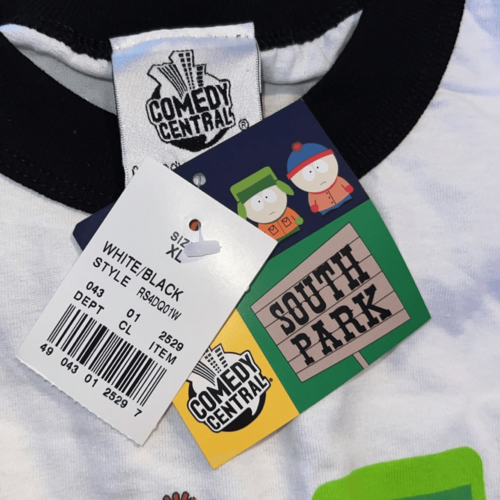 COMEDY
CENTRAL
SIZE
XL
WHITE/BLACK
STYLE RS4DQ01W
043 01 2529
DEPT CL ITEM
49 043 01 2529 7
SOUTH
PARK
COMEDY
CENTRAL